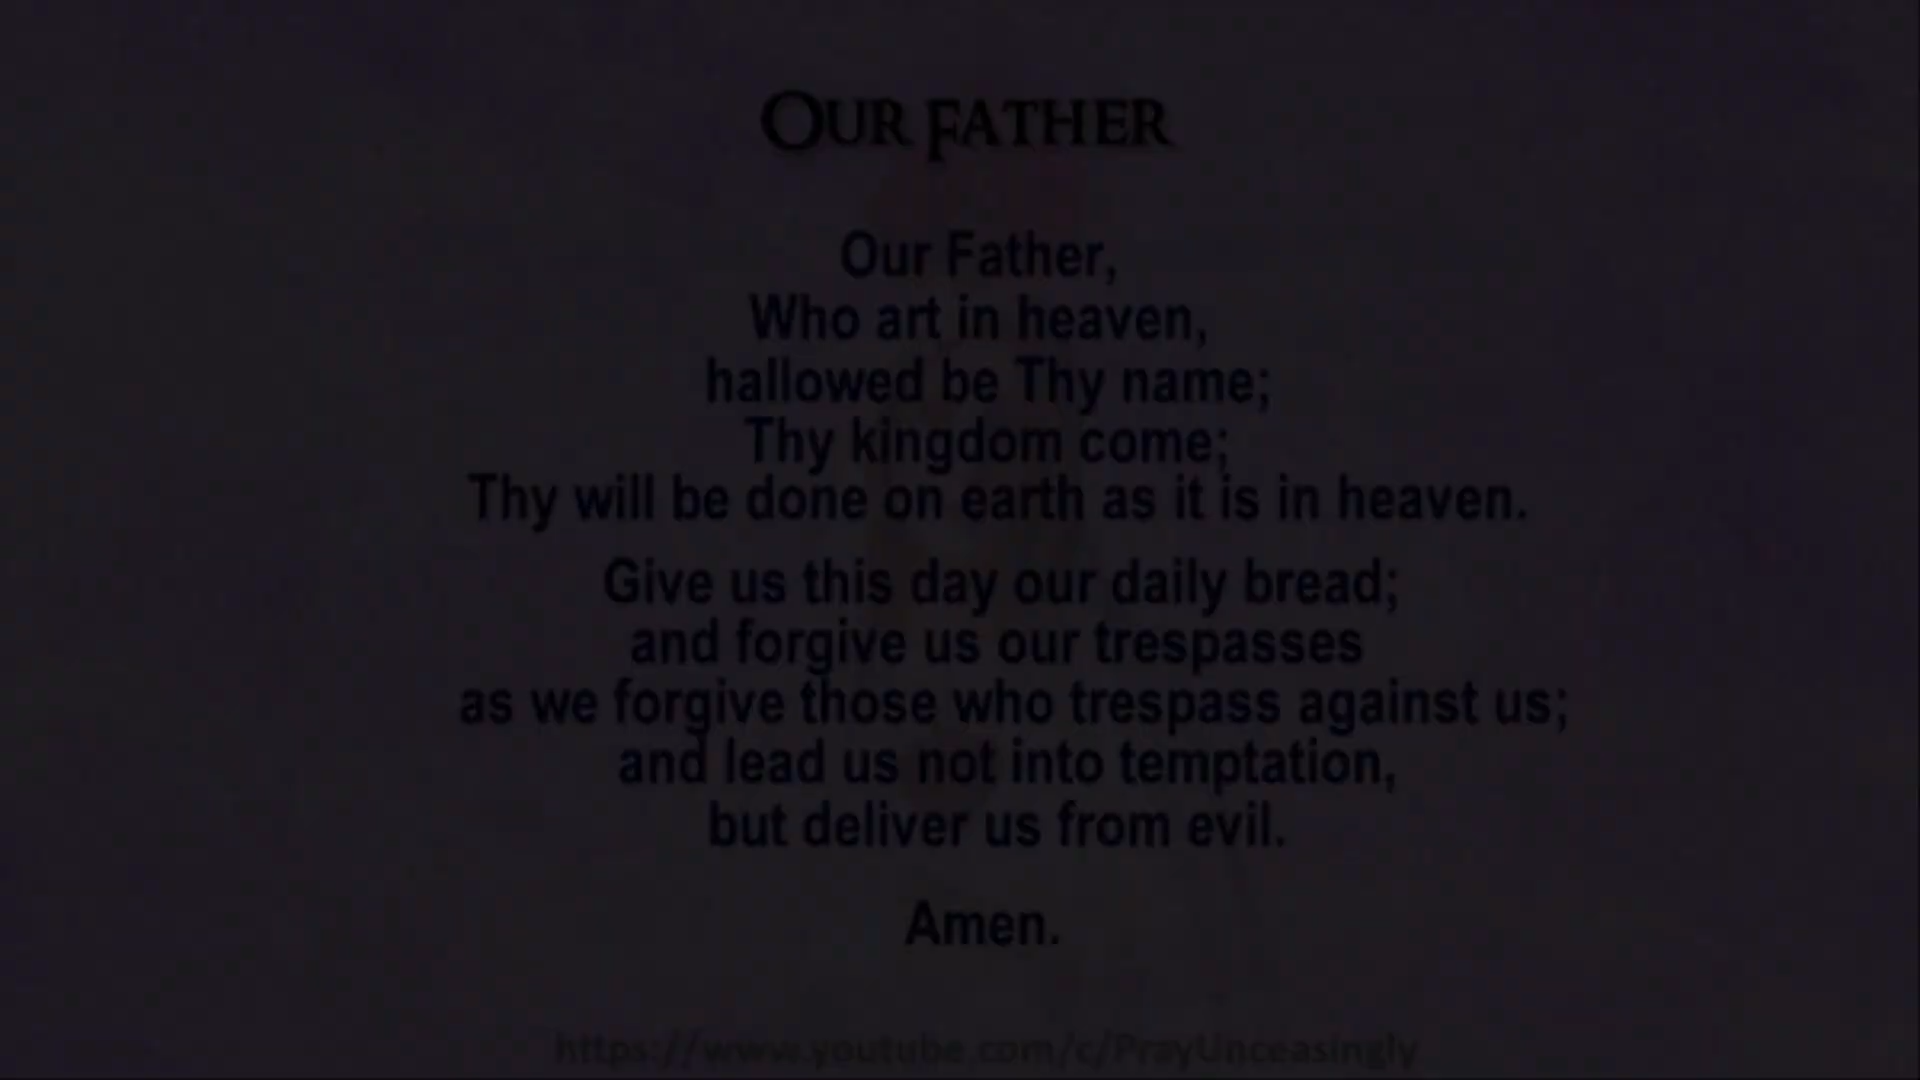 OUR FATHER
Our Father,
Who art in heaven,
hallowed be Thy name;
Thy kingdom come;
Thy will be done on earth as it is in heaven.
Give us this day our daily bread;
and forgive us our trespasses
as we forgive those who trespass against us;
and lead us not into temptation,
but deliver us from evil.
Amen.
https://www.youtube.com/c/PrayUnceasingly